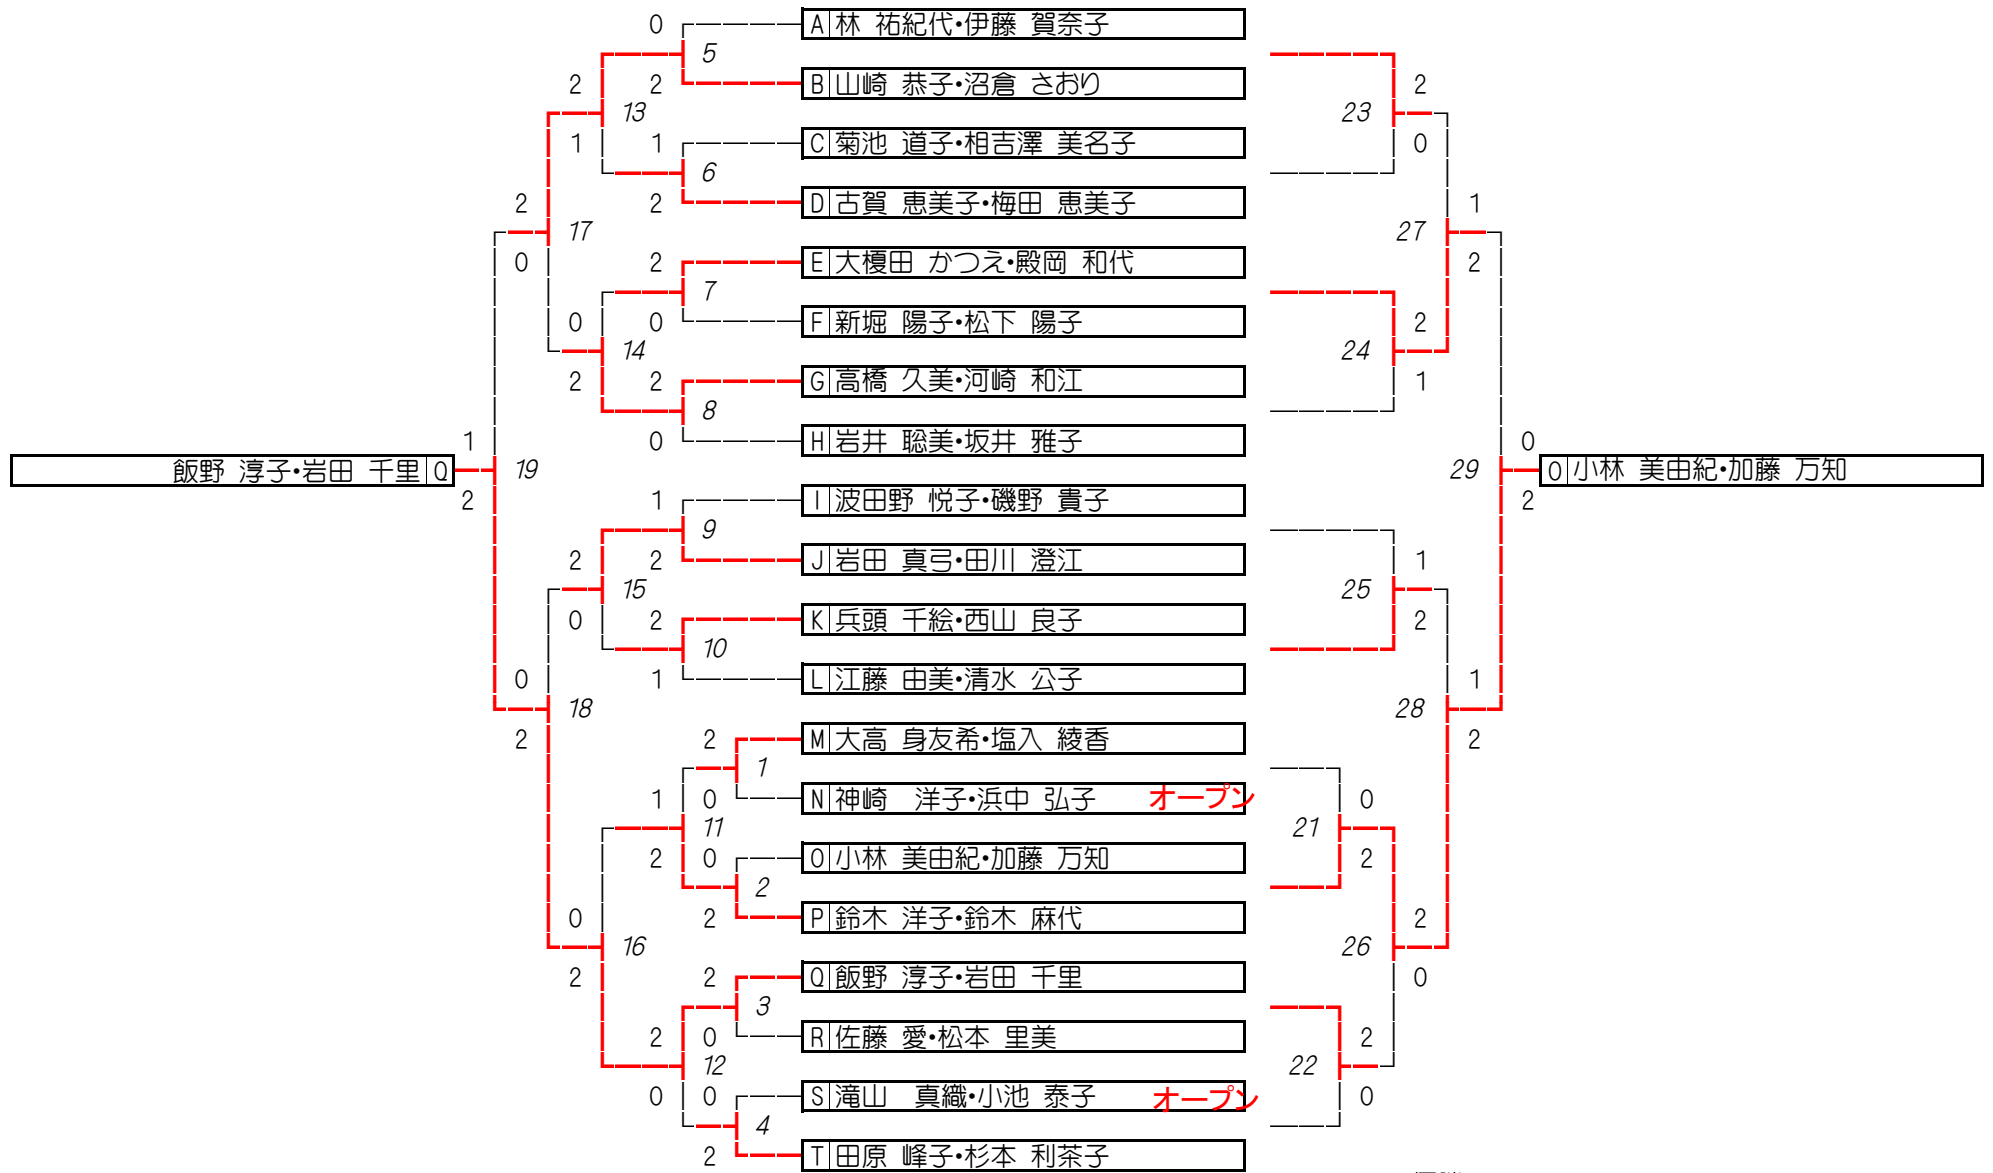 0
A 林 祐紀代・伊藤 賀奈子
5
2 2 B 山崎 恭子・沼倉 さおり 2
13 23
1 1 C 菊池 道子・相吉澤 美名子 0
6
2 2 D 古賀 恵美子・梅田 恵美子 1
17 27
0 2 E 大榎田 かつえ・殿岡 和代 2
7
0 0 F 新堀 陽子・松下 陽子 2
14 24
2 2 G 高橋 久美・河崎 和江 1
8
1 0 H 岩井 聡美・坂井 雅子 0
飯野 淳子・岩田 千里 Q 19 29 O 小林 美由紀・加藤 万知
2 1 I 波田野 悦子・磯野 貴子 2
9
2 2 J 岩田 真弓・田川 澄江 1
15 25
0 2 K 兵頭 千絵・西山 良子 2
10
0 1 L 江藤 由美・清水 公子 1
18 28
2 2 M 大高 身友希・塩入 綾香 2
1
1 0 N 神崎 洋子・浜中 弘子 オープン 0
11 21
2 0 O 小林 美由紀・加藤 万知 2
2
0 2 P 鈴木 洋子・鈴木 麻代 2
16 26
2 2 Q 飯野 淳子・岩田 千里 0
3
2 0 R 佐藤 愛・松本 里美 2
12 22
0 0 S 滝山 真織・小池 泰子 オープン 0
4
2 T 田原 峰子・杉本 利茶子